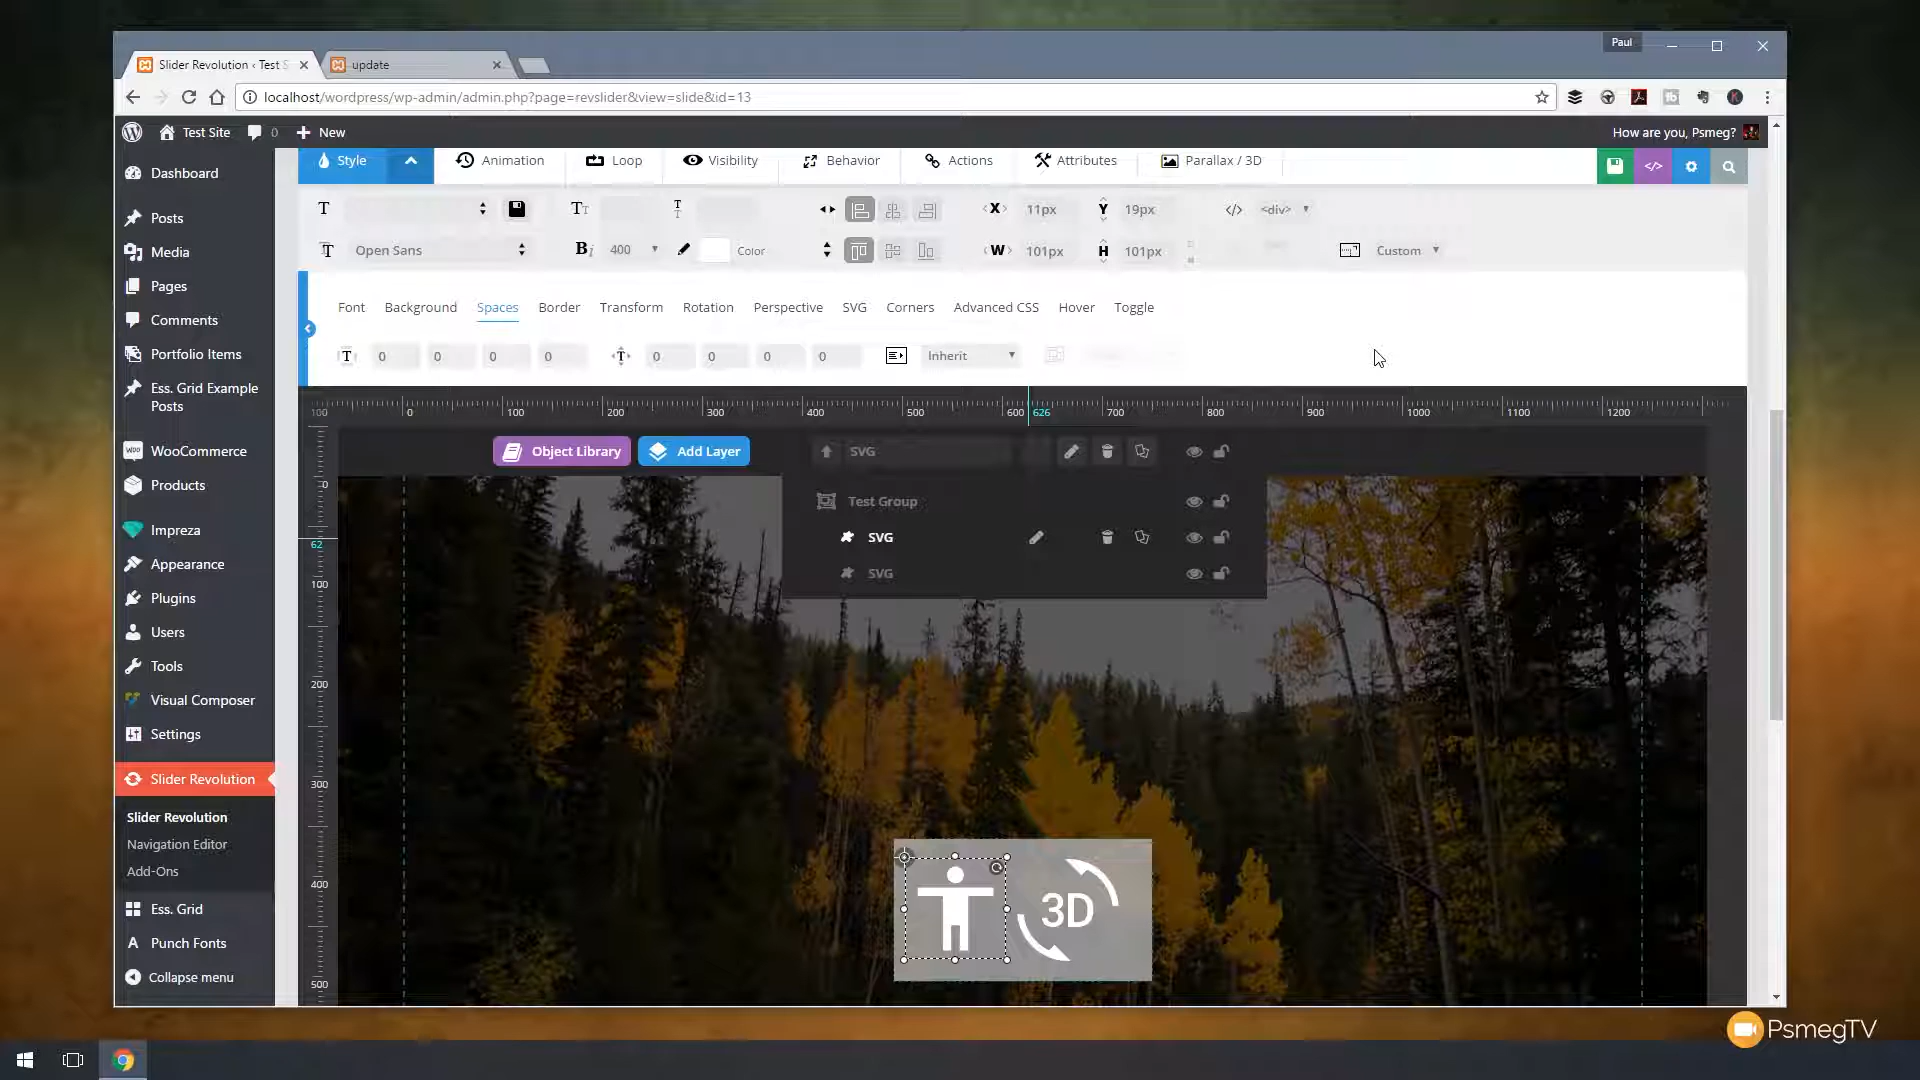 Paul
Slider Revolution ‹ Test S
update
localhost/wordpress/wp-admin/admin.php?page=revslider&view=slide&id=13
Test Site
0
New
How are you, Psmeg?
Dashboard
Posts
Media
Pages
Comments
Portfolio Items
Ess. Grid Example
Posts
WooCommerce
Products
Impreza
Appearance
Plugins
Users
Tools
Visual Composer
Settings
Slider Revolution
Slider Revolution
Navigation Editor
Add-Ons
Ess. Grid
Punch Fonts
Collapse menu
Style
Animation
Loop
Visibility
Behavior
Actions
Attributes
Parallax / 3D
X 11px
Y 19px
<div>
Open Sans
400
Color
W 101px
H 101px
Custom
Font
Background
Spaces
Border
Transform
Rotation
Perspective
SVG
Corners
Advanced CSS
Hover
Toggle
0 0 0 0
0 0 0 0
Inherit
100 0 100 200 300 400 500 600 626 700 800 900 1000 1100 1200
Object Library
Add Layer
SVG
Test Group
SVG
SVG
0
62
100
200
300
400
500
3D
PsmegTV